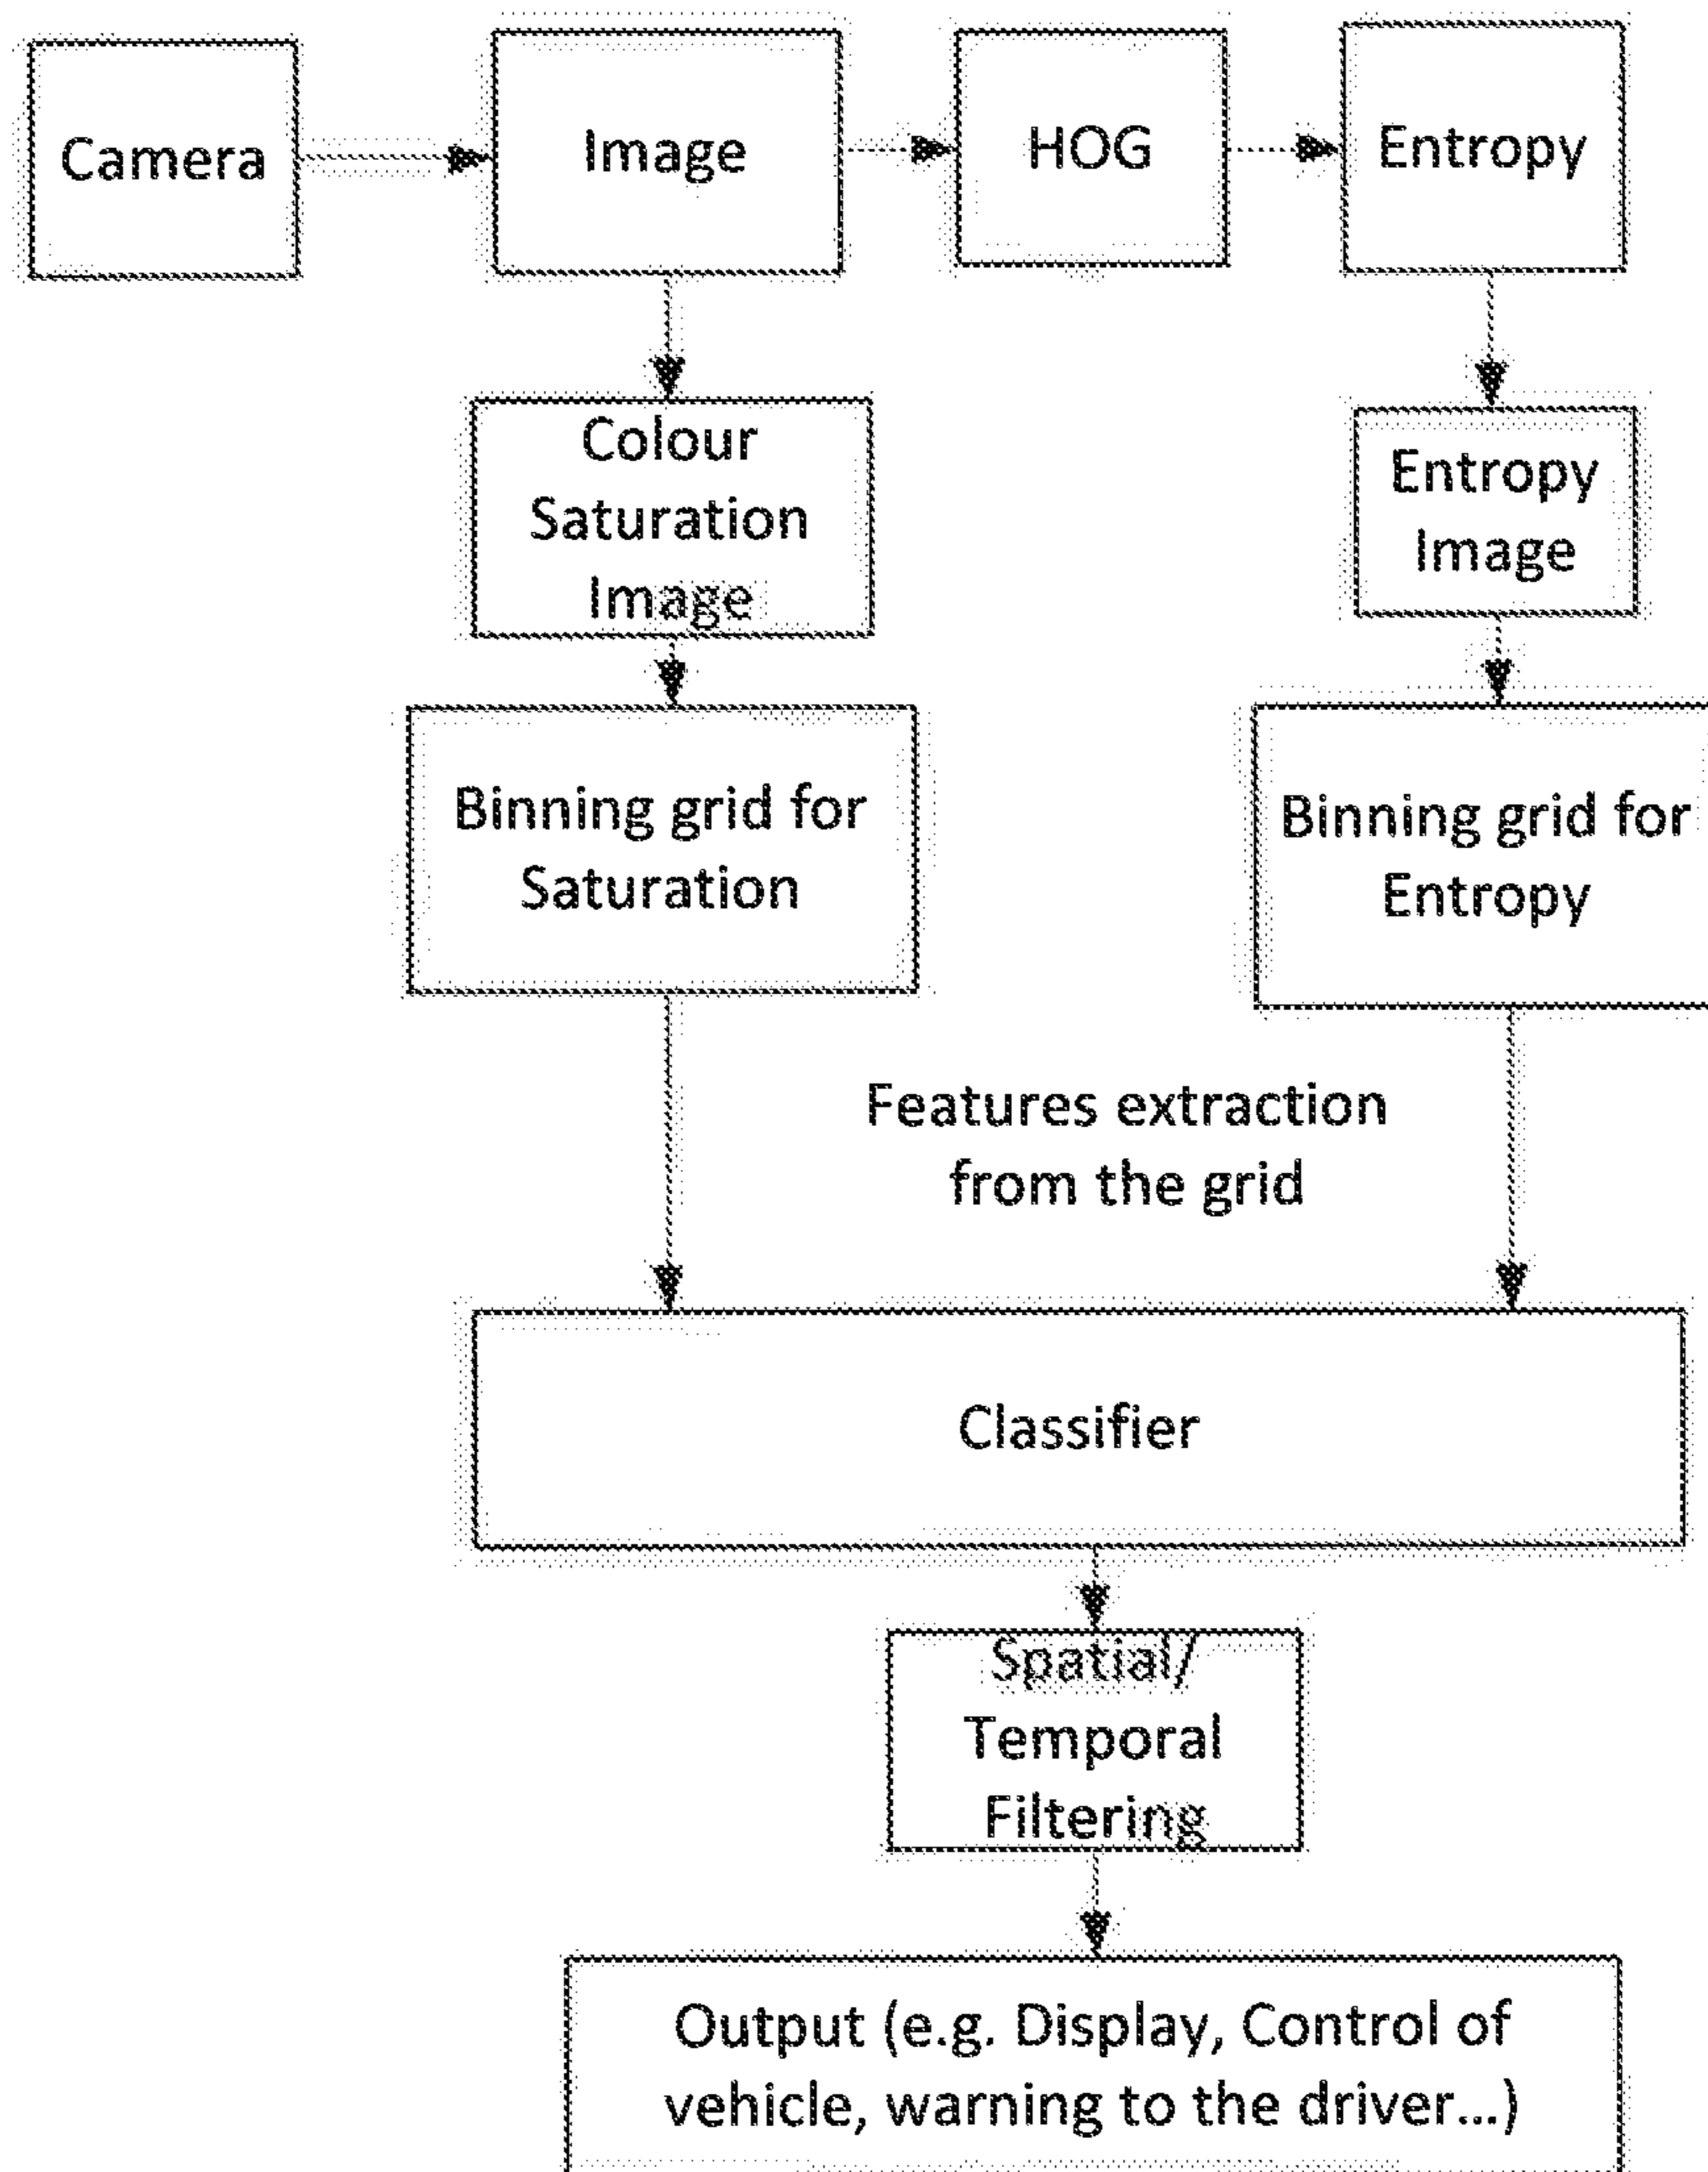 Camera
Image
HOG
Entropy
Colour
Saturation
Image
Entropy
Image
Binning grid for
Saturation
Binning grid for
Entropy
Features extraction
from the grid
Classifier
Spatial/
Temporal
Filtering
Output (e.g. Display, Control of
vehicle, warning to the driver...)